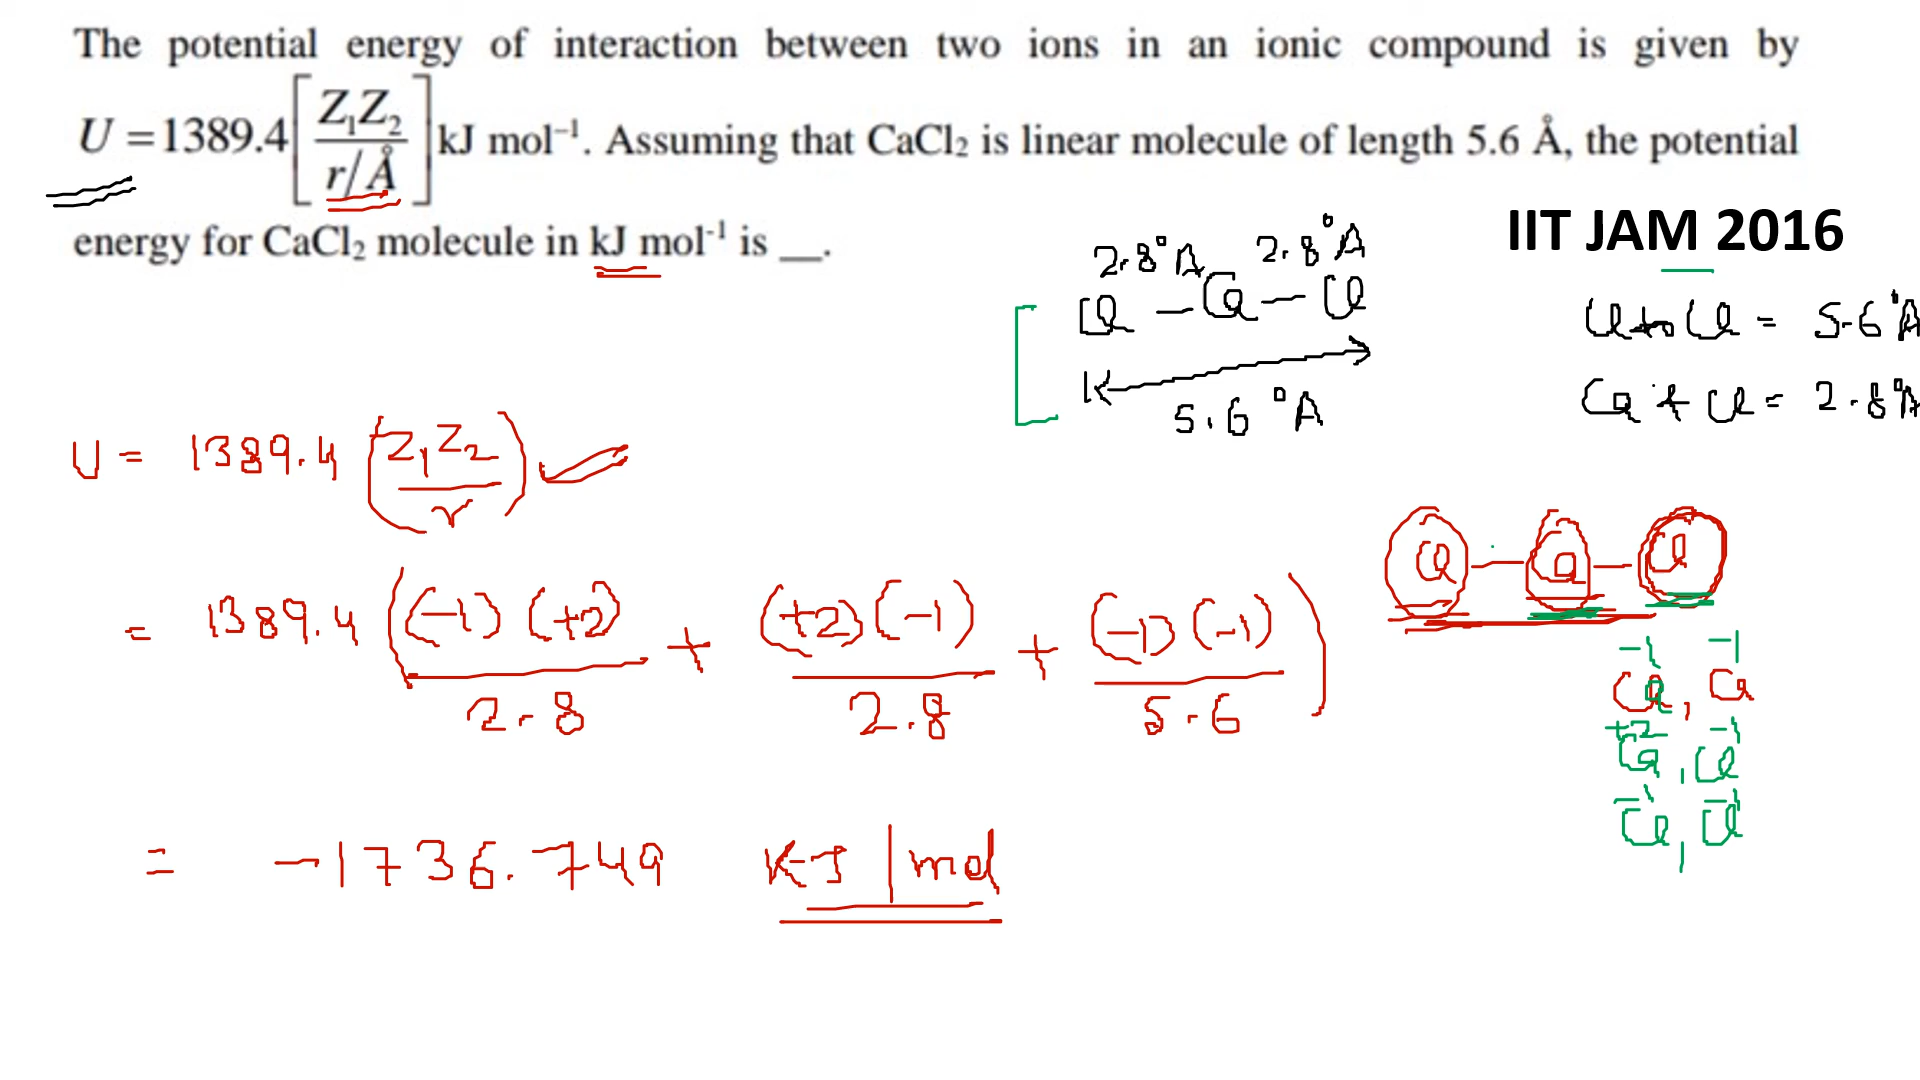 The potential energy of interaction between two ions in an ionic compound is given by
U = 1389.4 [Z₁Z₂ / r/Å] kJ mol⁻¹. Assuming that CaCl₂ is linear molecule of length 5.6 Å, the potential
energy for CaCl₂ molecule in kJ mol⁻¹ is __.
IIT JAM 2016
2.8°A 2.8°A
Cl – Ca – Cl
5.6 °A
Cl to Cl = 5.6°A
Ca + Cl = 2.8°A
U = 1389.4 (Z₁Z₂ / r)
Cl – Ca – Cl
= 1389.4 ((-1)(+2) / 2.8 + (+2)(-1) / 2.8 + (-1)(-1) / 5.6)
-1 -1
+2 -1
Ca, Cl
-1 -1
Cl, Cl
= -1736.749 KJ | mol